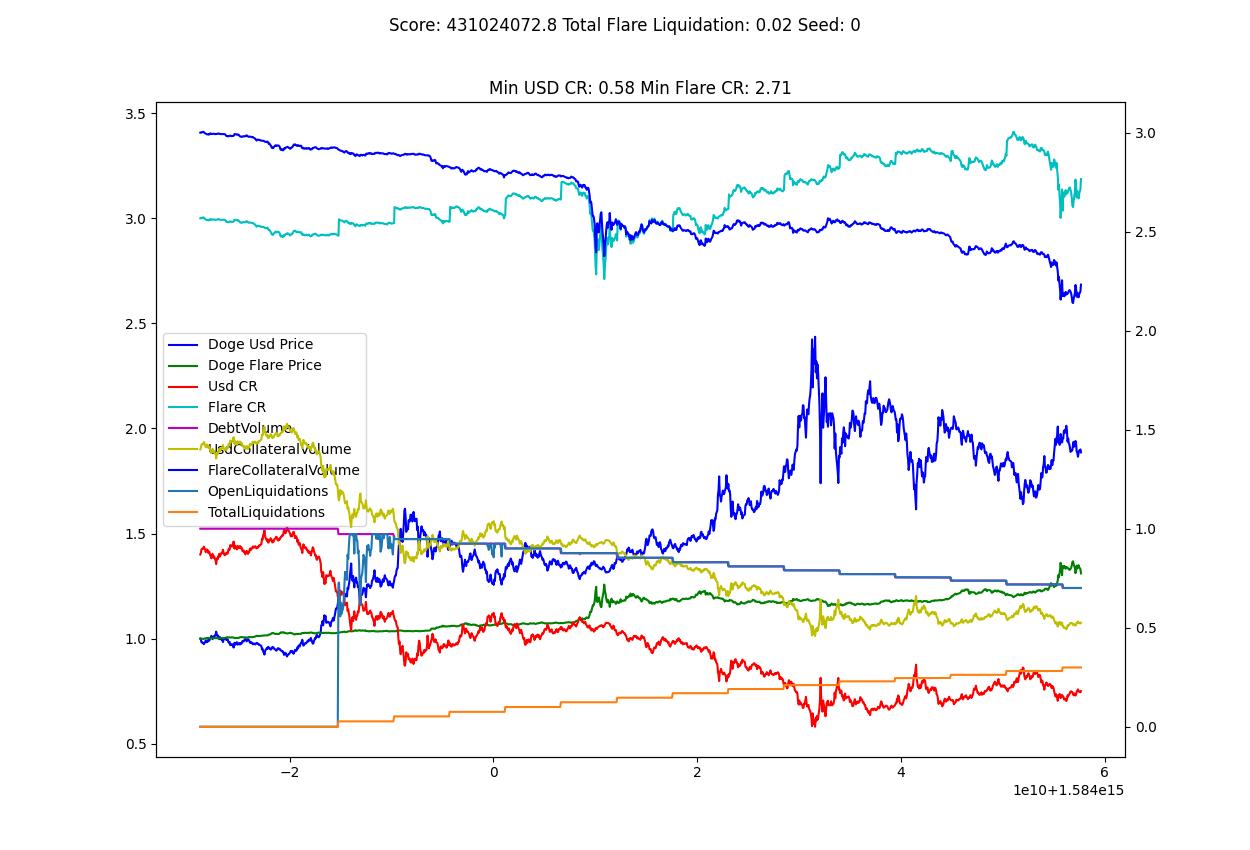 Score: 431024072.8 Total Flare Liquidation: 0.02 Seed: 0
Min USD CR: 0.58 Min Flare CR: 2.71
3.5
3.0
2.5
2.0
1.5
1.0
0.5
3.0
2.5
2.0
1.5
1.0
0.5
0.0
Doge Usd Price
Doge Flare Price
Usd CR
Flare CR
DebtVolume
UsdCollateralVolume
FlareCollateralVolume
OpenLiquidations
TotalLiquidations
−2 0 2 4 6
1e10+1.584e15